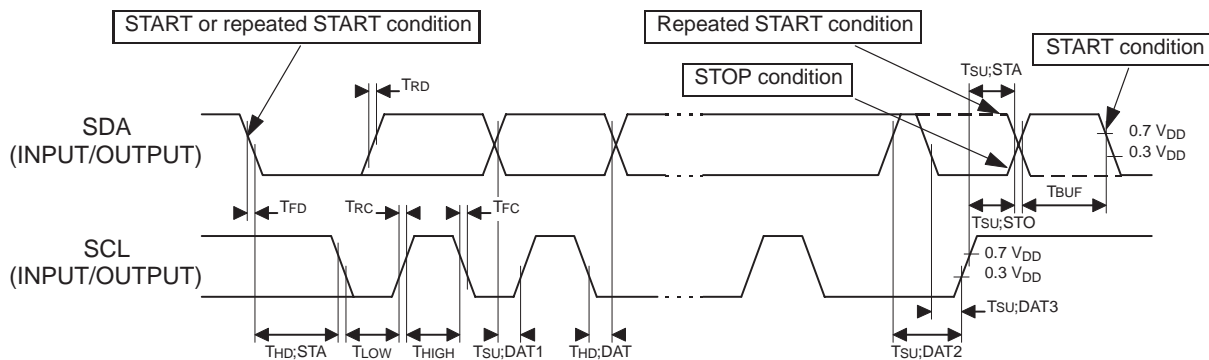 START or repeated START condition
Repeated START condition
START condition
STOP condition
TSU;STA
TRD
SDA
(INPUT/OUTPUT)
0.7 VDD
0.3 VDD
TFD
TRC
TFC
TBUF
TSU;STO
SCL
(INPUT/OUTPUT)
0.7 VDD
0.3 VDD
TSU;DAT3
THD;STA
TLOW
THIGH
TSU;DAT1
THD;DAT
TSU;DAT2